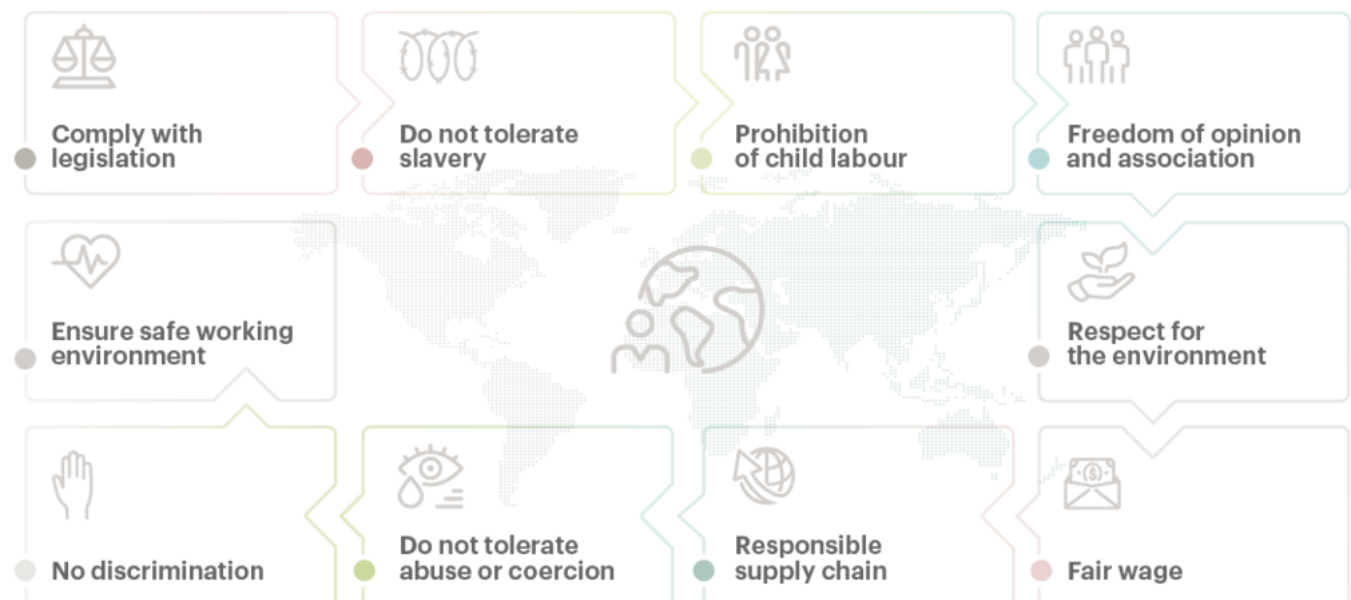 Comply with
legislation
Do not tolerate
slavery
Prohibition
of child labour
Freedom of opinion
and association
Ensure safe working
environment
Respect for
the environment
No discrimination
Do not tolerate
abuse or coercion
Responsible
supply chain
Fair wage